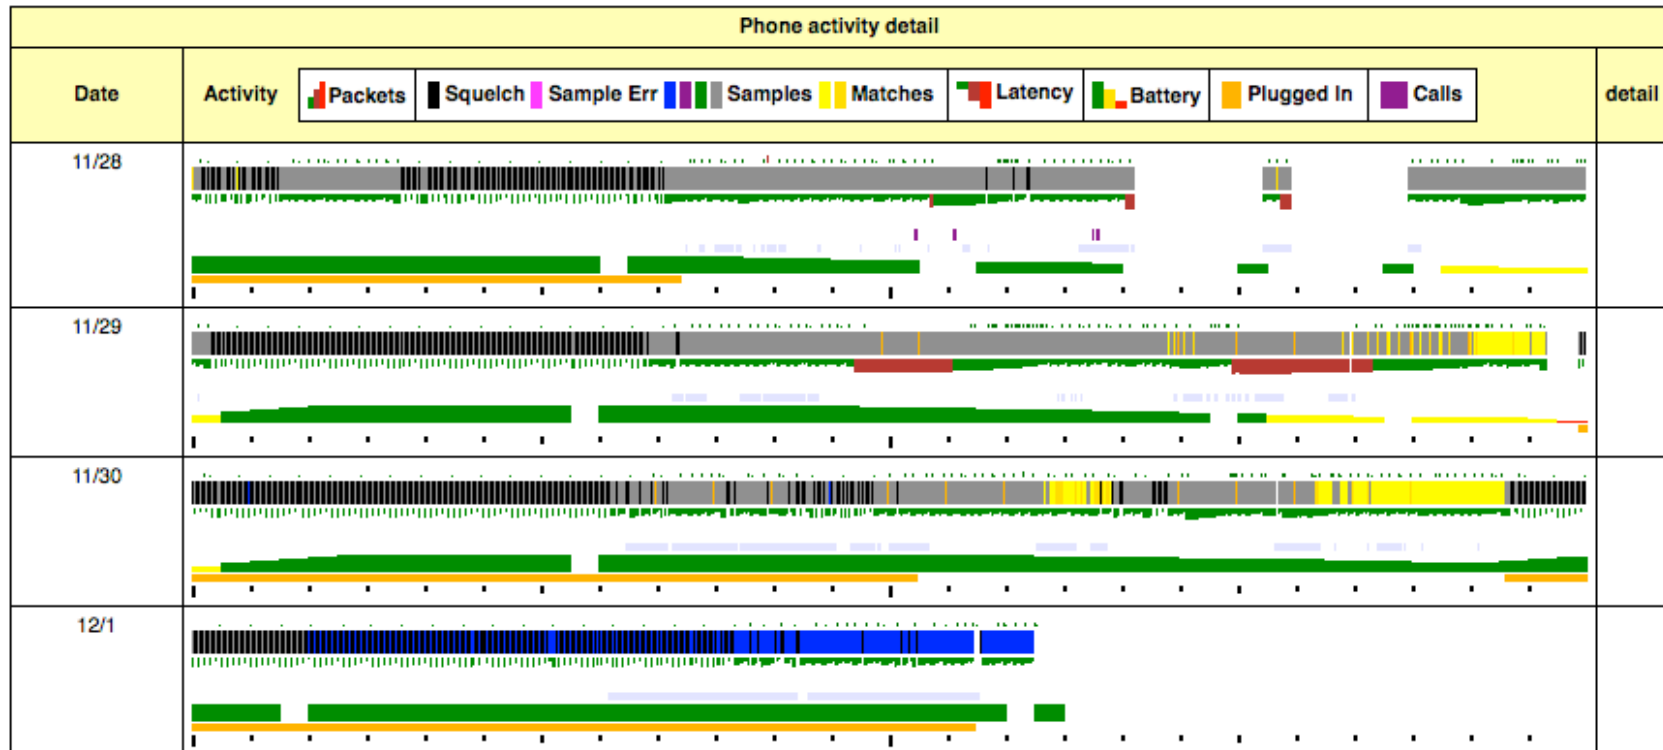 Phone activity detail
Date
Activity
Packets
Squelch
Sample Err
Samples
Matches
Latency
Battery
Plugged In
Calls
detail
11/28
11/29
11/30
12/1